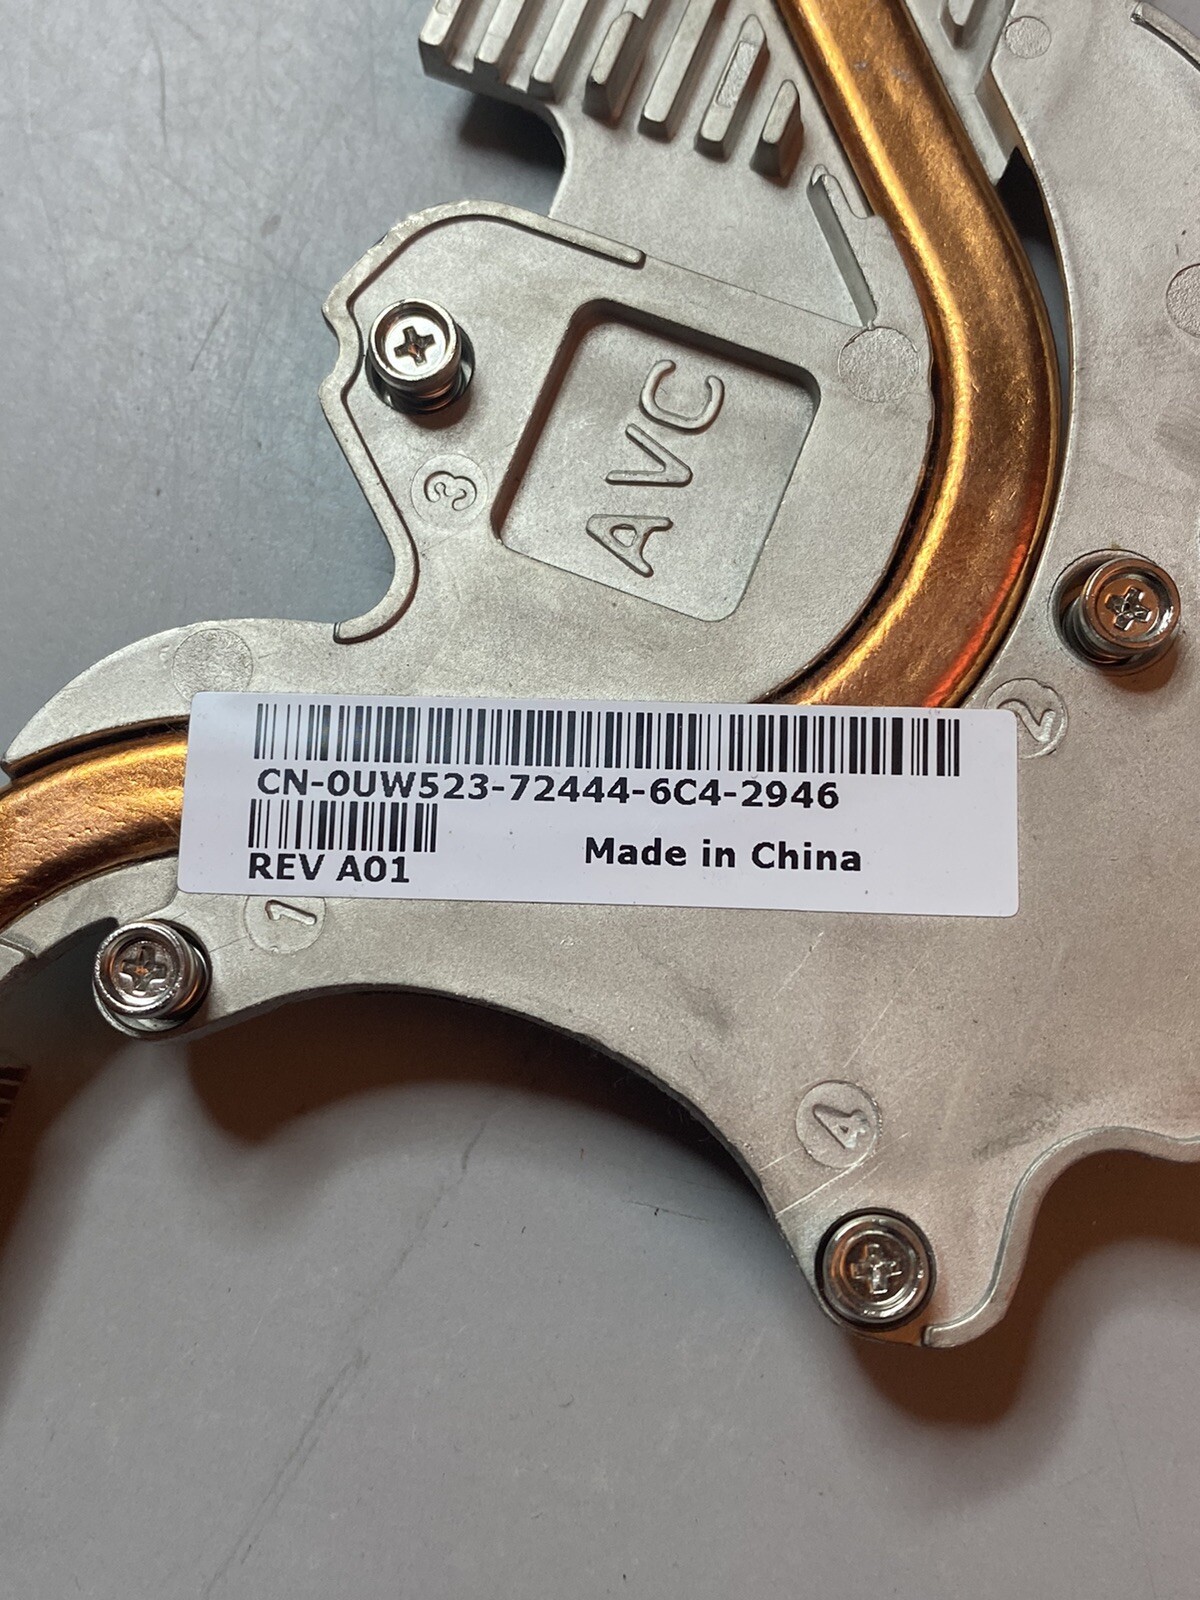 AVC
3
2
CN-0UW523-72444-6C4-2946
REV A01
Made in China
1
4